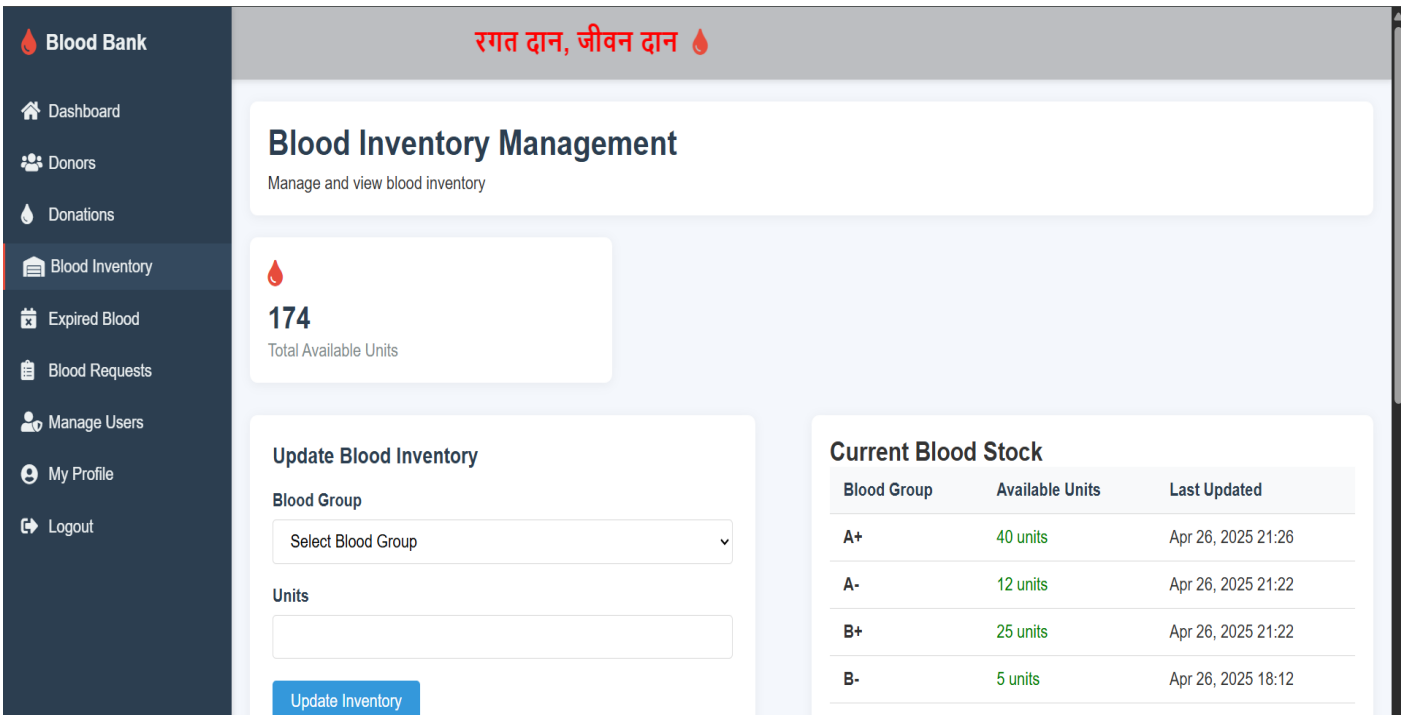 Blood Bank
रगत दान, जीवन दान
Dashboard
Donors
Donations
Blood Inventory
Expired Blood
Blood Requests
Manage Users
My Profile
Logout
Blood Inventory Management
Manage and view blood inventory
174
Total Available Units
Update Blood Inventory
Blood Group
Select Blood Group
Units
Update Inventory
Current Blood Stock
Blood Group Available Units Last Updated
A+ 40 units Apr 26, 2025 21:26
A- 12 units Apr 26, 2025 21:22
B+ 25 units Apr 26, 2025 21:22
B- 5 units Apr 26, 2025 18:12